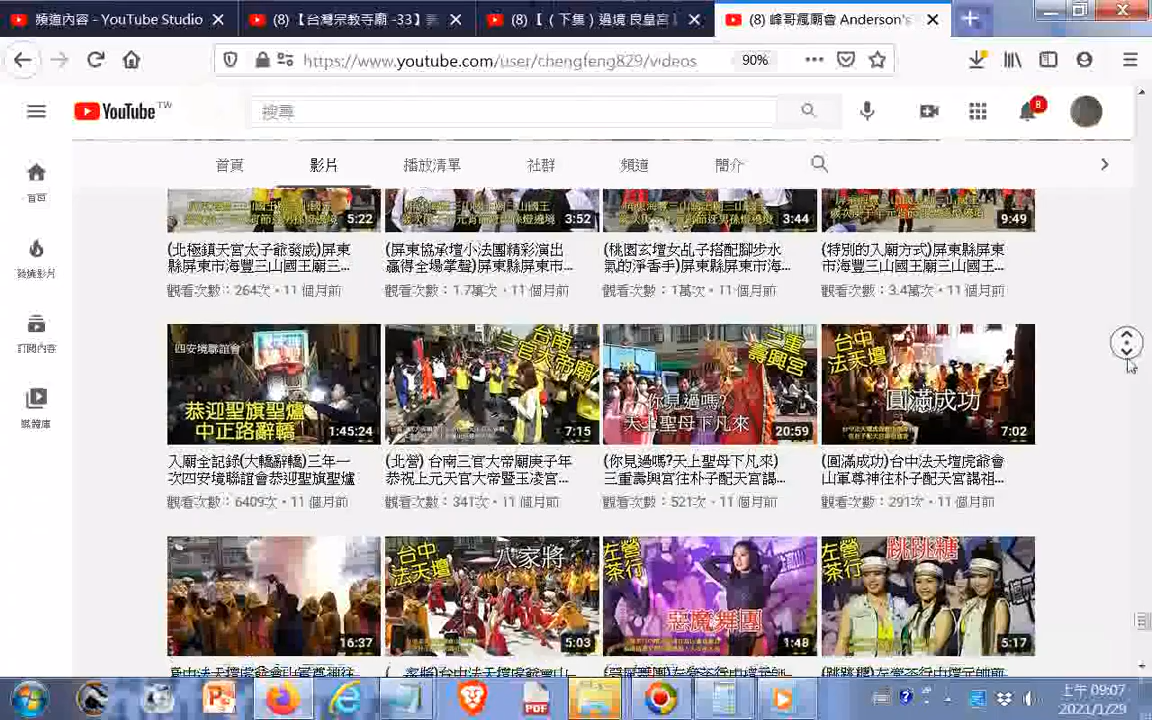 頻道內容 - YouTube Studio
(8) 【台灣宗教寺廟 -33】
(8) 【 (下集) 遶境 良皇宮】
(8) 峰哥瘋廟會 Anderson's
https://www.youtube.com/user/chengfeng829/videos
90%
YouTube TW
搜尋
8
首頁
影片
播放清單
社群
頻道
簡介
首頁
發燒影片
訂閱內容
媒體庫
5:22
3:52
3:44
9:49
(北極鎮天宮太子爺發威)屏東
縣屏東市海豐三山國王廟三...
觀看次數:264次・11 個月前
(屏東協承壇小法團精彩演出
贏得全場掌聲)屏東縣屏東市...
觀看次數:1.7萬次・11 個月前
(桃園玄壇女乩子搭配腳步水
氣的淨香手)屏東縣屏東市海...
觀看次數:1萬次・11 個月前
(特別的入廟方式)屏東縣屏東
市海豐三山國王廟三山國王...
觀看次數:3.4萬次・11 個月前
四安境聯誼會
恭迎聖旗聖爐
中正路辭轎
1:45:24
台南
三官大帝廟
7:15
三重
壽興宮
你見過嗎?
天上聖母下凡來
20:59
台中
法天壇
圓滿成功
7:02
入廟全記錄(大轎辭轎)三年一
次四安境聯誼會恭迎聖旗聖爐
觀看次數:6409次・11 個月前
(北營) 台南三官大帝廟庚子年
恭祝上元天官大帝暨玉凌宮...
觀看次數:341次・11 個月前
(你見過嗎?天上聖母下凡來)
三重壽興宮往朴子配天宮謁...
觀看次數:521次・11 個月前
(圓滿成功)台中法天壇虎爺會
山軍尊神往朴子配天宮謁祖...
觀看次數:291次・11 個月前
16:37
台中
法天壇
八家將
5:03
左營
茶行
惡魔舞團
1:48
左營
茶行
跳跳糖
5:17
上午 09:07
2021/1/29